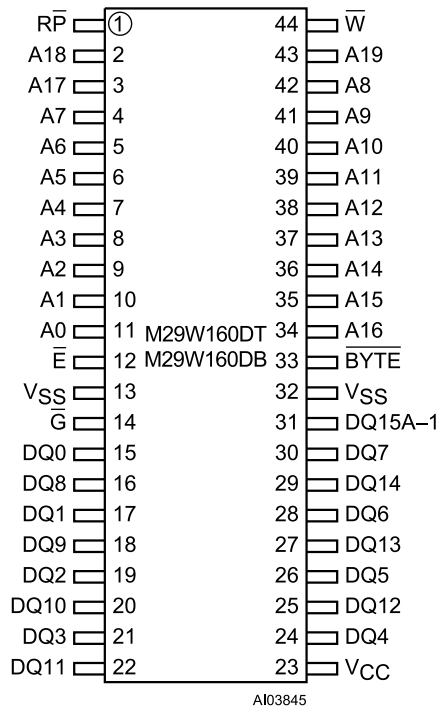 RP̅ 1 44 W̅
A18 2 43 A19
A17 3 42 A8
A7 4 41 A9
A6 5 40 A10
A5 6 39 A11
A4 7 38 A12
A3 8 37 A13
A2 9 36 A14
A1 10 35 A15
A0 11 M29W160DT 34 A16
E̅ 12 M29W160DB 33 B̅Y̅T̅E̅
VSS 13 32 VSS
G̅ 14 31 DQ15A–1
DQ0 15 30 DQ7
DQ8 16 29 DQ14
DQ1 17 28 DQ6
DQ9 18 27 DQ13
DQ2 19 26 DQ5
DQ10 20 25 DQ12
DQ3 21 24 DQ4
DQ11 22 23 VCC
AI03845